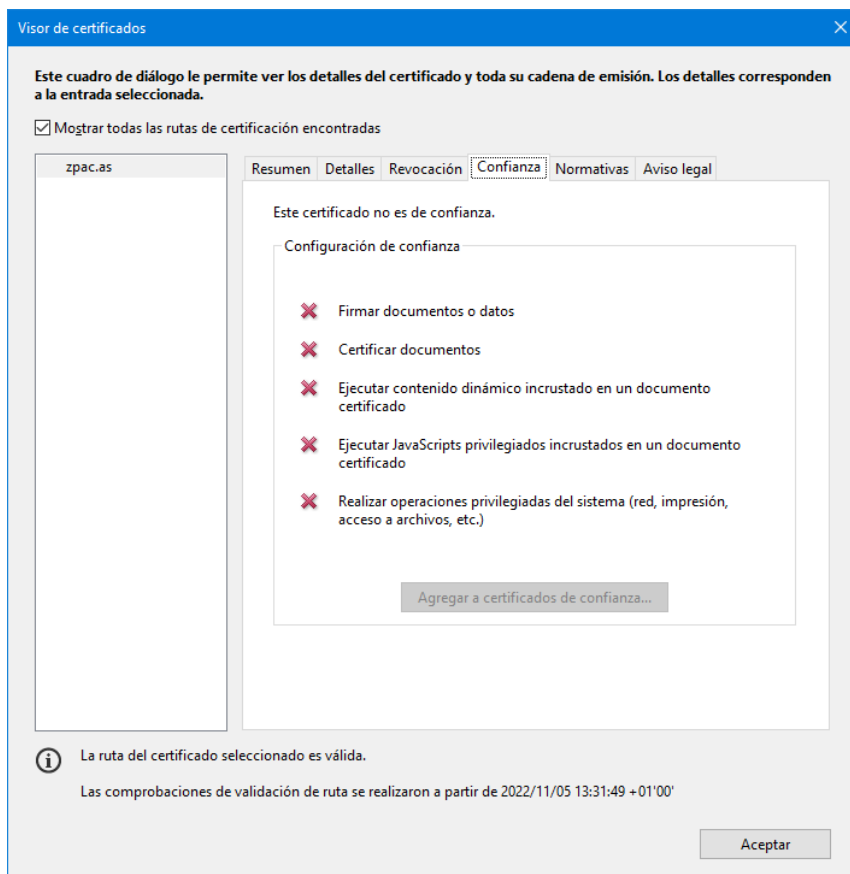 Visor de certificados
Este cuadro de diálogo le permite ver los detalles del certificado y toda su cadena de emisión. Los detalles corresponden
a la entrada seleccionada.
Mostrar todas las rutas de certificación encontradas
zpac.as
Resumen Detalles Revocación Confianza Normativas Aviso legal
Este certificado no es de confianza.
Configuración de confianza
Firmar documentos o datos
Certificar documentos
Ejecutar contenido dinámico incrustado en un documento
certificado
Ejecutar JavaScripts privilegiados incrustados en un documento
certificado
Realizar operaciones privilegiadas del sistema (red, impresión,
acceso a archivos, etc.)
Agregar a certificados de confianza...
La ruta del certificado seleccionado es válida.
Las comprobaciones de validación de ruta se realizaron a partir de 2022/11/05 13:31:49 +01'00'
Aceptar